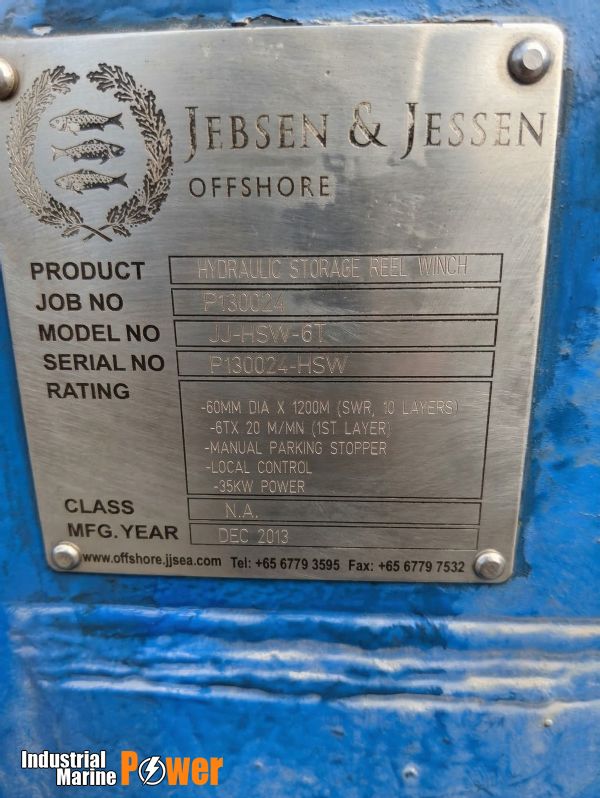 JEBSEN & JESSEN
OFFSHORE
PRODUCT HYDRAULIC STORAGE REEL WINCH
JOB NO P130024
MODEL NO JJ-HSW-6T
SERIAL NO P130024-HSW
RATING
-60MM DIA X 1200M (SWR, 10 LAYERS)
-6TX 20 M/MN (1ST LAYER)
-MANUAL PARKING STOPPER
-LOCAL CONTROL
-35KW POWER
CLASS N.A.
MFG. YEAR DEC 2013
www.offshore.jjsea.com Tel: +65 6779 3595 Fax: +65 6779 7532
Industrial
Marine POWER